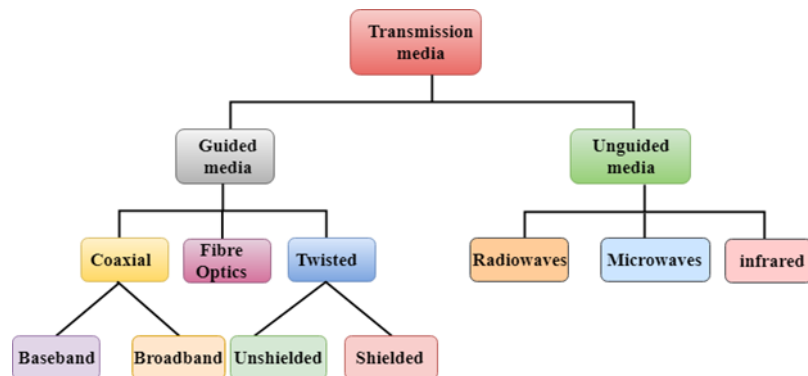 Transmission
media
Guided
media
Unguided
media
Coaxial
Fibre
Optics
Twisted
Radiowaves
Microwaves
infrared
Baseband
Broadband
Unshielded
Shielded